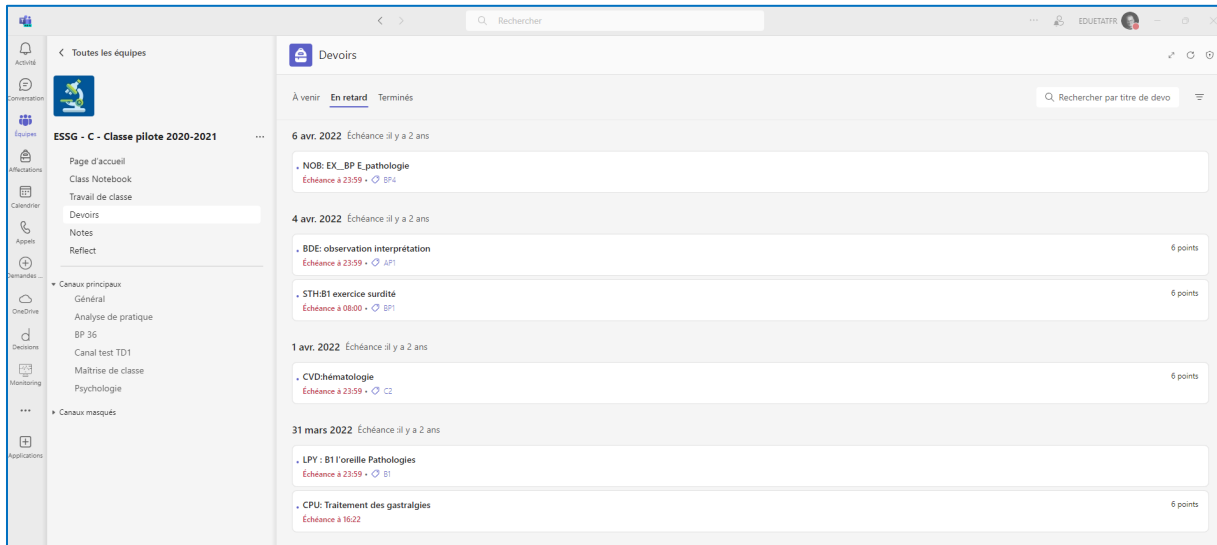 Rechercher
EDUETATFR
Activité
Conversation
Équipes
Affectations
Calendrier
Appels
Demandes ...
OneDrive
Decisions
Monitoring
Applications
Toutes les équipes
ESSG - C - Classe pilote 2020-2021
Page d'accueil
Class Notebook
Travail de classe
Devoirs
Notes
Reflect
Canaux principaux
Général
Analyse de pratique
BP 36
Canal test TD1
Maîtrise de classe
Psychologie
Canaux masqués
Devoirs
À venir En retard Terminés
Rechercher par titre de devo
6 avr. 2022 Échéance :il y a 2 ans
NOB: EX__BP E_pathologie
Échéance à 23:59 • BP4
4 avr. 2022 Échéance :il y a 2 ans
BDE: observation interprétation 6 points
Échéance à 23:59 • AP1
STH:B1 exercice surdité 6 points
Échéance à 08:00 • BP1
1 avr. 2022 Échéance :il y a 2 ans
CVD:hématologie 6 points
Échéance à 23:59 • C2
31 mars 2022 Échéance :il y a 2 ans
LPY : B1 l'oreille Pathologies
Échéance à 23:59 • B1
CPU: Traitement des gastralgies 6 points
Échéance à 16:22